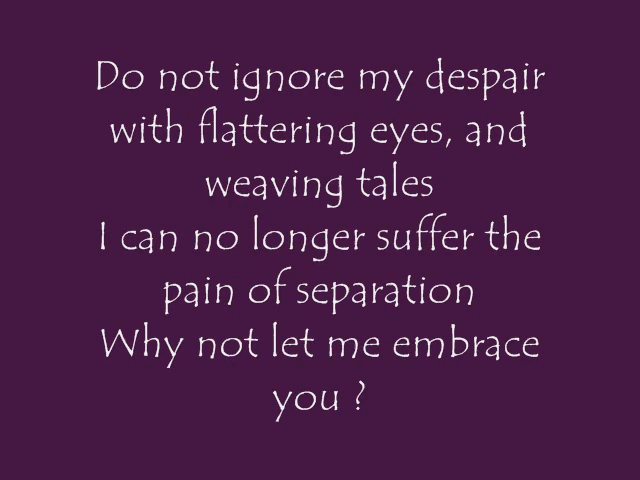 Do not ignore my despair
with flattering eyes, and
weaving tales
I can no longer suffer the
pain of separation
Why not let me embrace
you ?